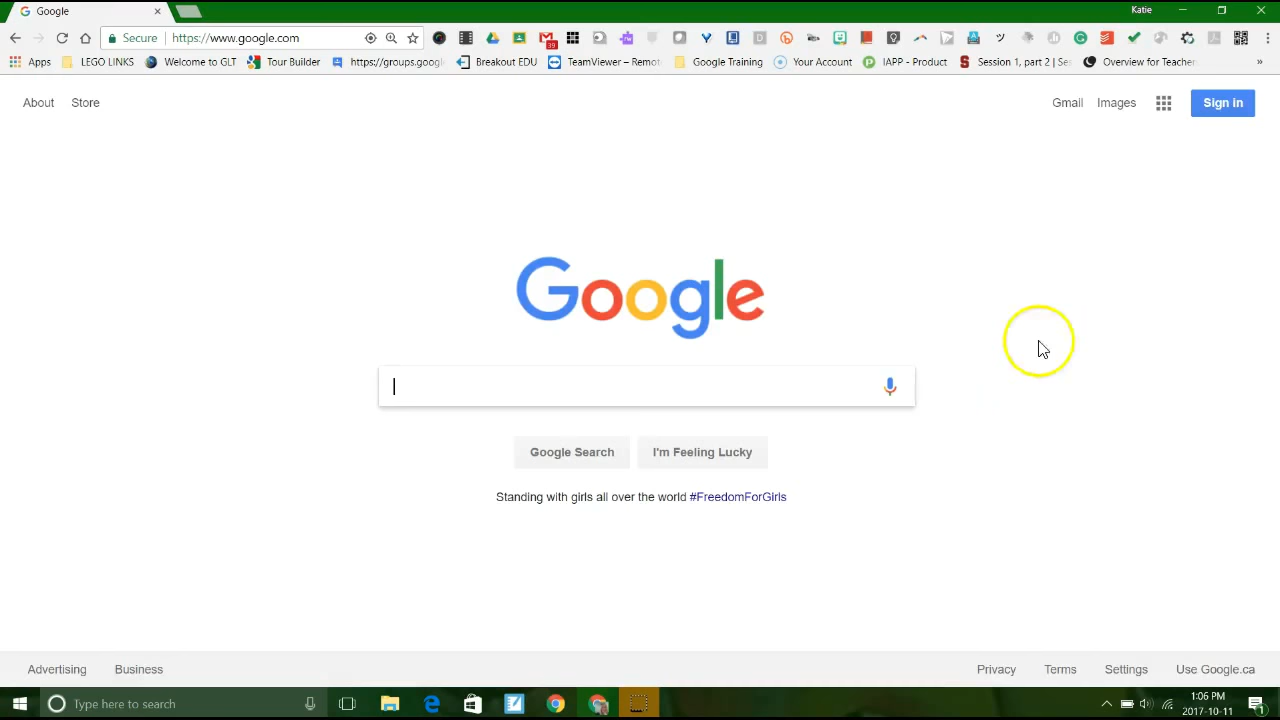 Google
Katie
Secure
https://www.google.com
39
Apps
LEGO LINKS
Welcome to GLT
Tour Builder
https://groups.googl
Breakout EDU
TeamViewer – Remot
Google Training
Your Account
IAPP - Product
Session 1, part 2 | Se
Overview for Teacher
»
About
Store
Gmail
Images
Sign in
Google
Google Search
I'm Feeling Lucky
Standing with girls all over the world #FreedomForGirls
Advertising
Business
Privacy
Terms
Settings
Use Google.ca
Type here to search
1:06 PM
2017-10-11
1